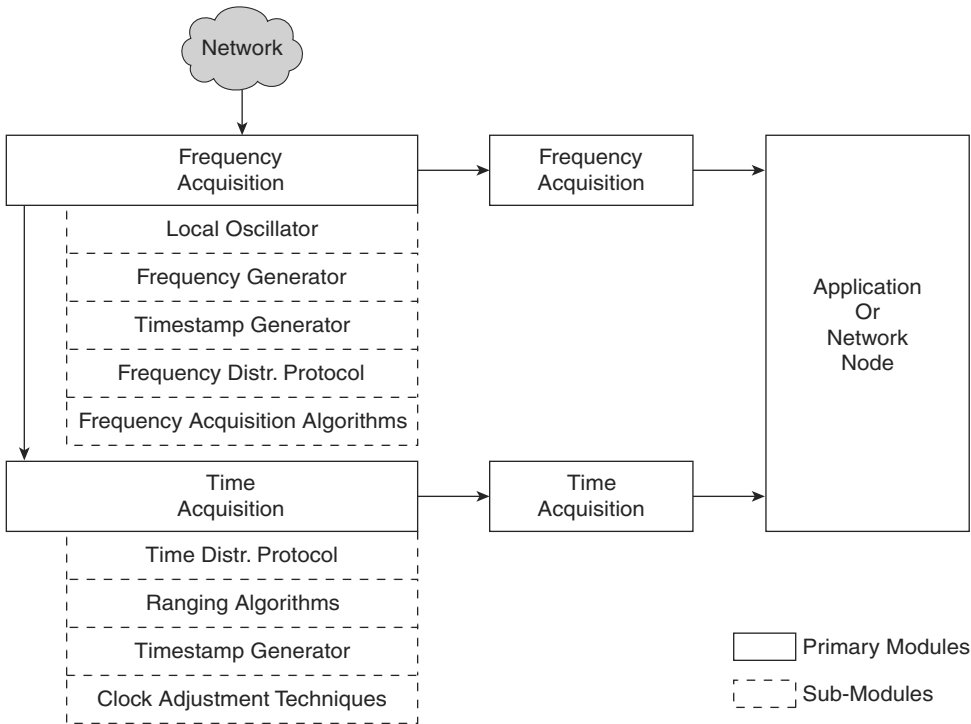 Network
Frequency
Acquisition
Frequency
Acquisition
Local Oscillator
Frequency Generator
Timestamp Generator
Frequency Distr. Protocol
Frequency Acquisition Algorithms
Application
Or
Network
Node
Time
Acquisition
Time
Acquisition
Time Distr. Protocol
Ranging Algorithms
Timestamp Generator
Clock Adjustment Techniques
Primary Modules
Sub-Modules